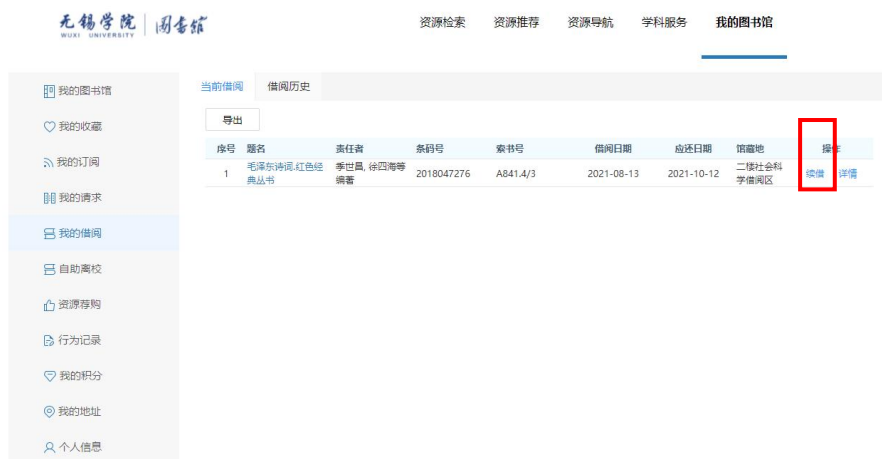 无锡学院 图书馆
WUXI UNIVERSITY
资源检索 资源推荐 资源导航 学科服务 我的图书馆
我的图书馆
我的收藏
我的订阅
我的请求
我的借阅
自助离校
资源荐购
行为记录
我的积分
我的地址
个人信息
当前借阅 借阅历史
导出
序号 题名 责任者 条码号 索书号 借阅日期 应还日期 馆藏地 操作
1 毛泽东诗词.红色经典丛书 季世昌, 徐四海等编著 2018047276 A841.4/3 2021-08-13 2021-10-12 二楼社会科学借阅区 续借 详情